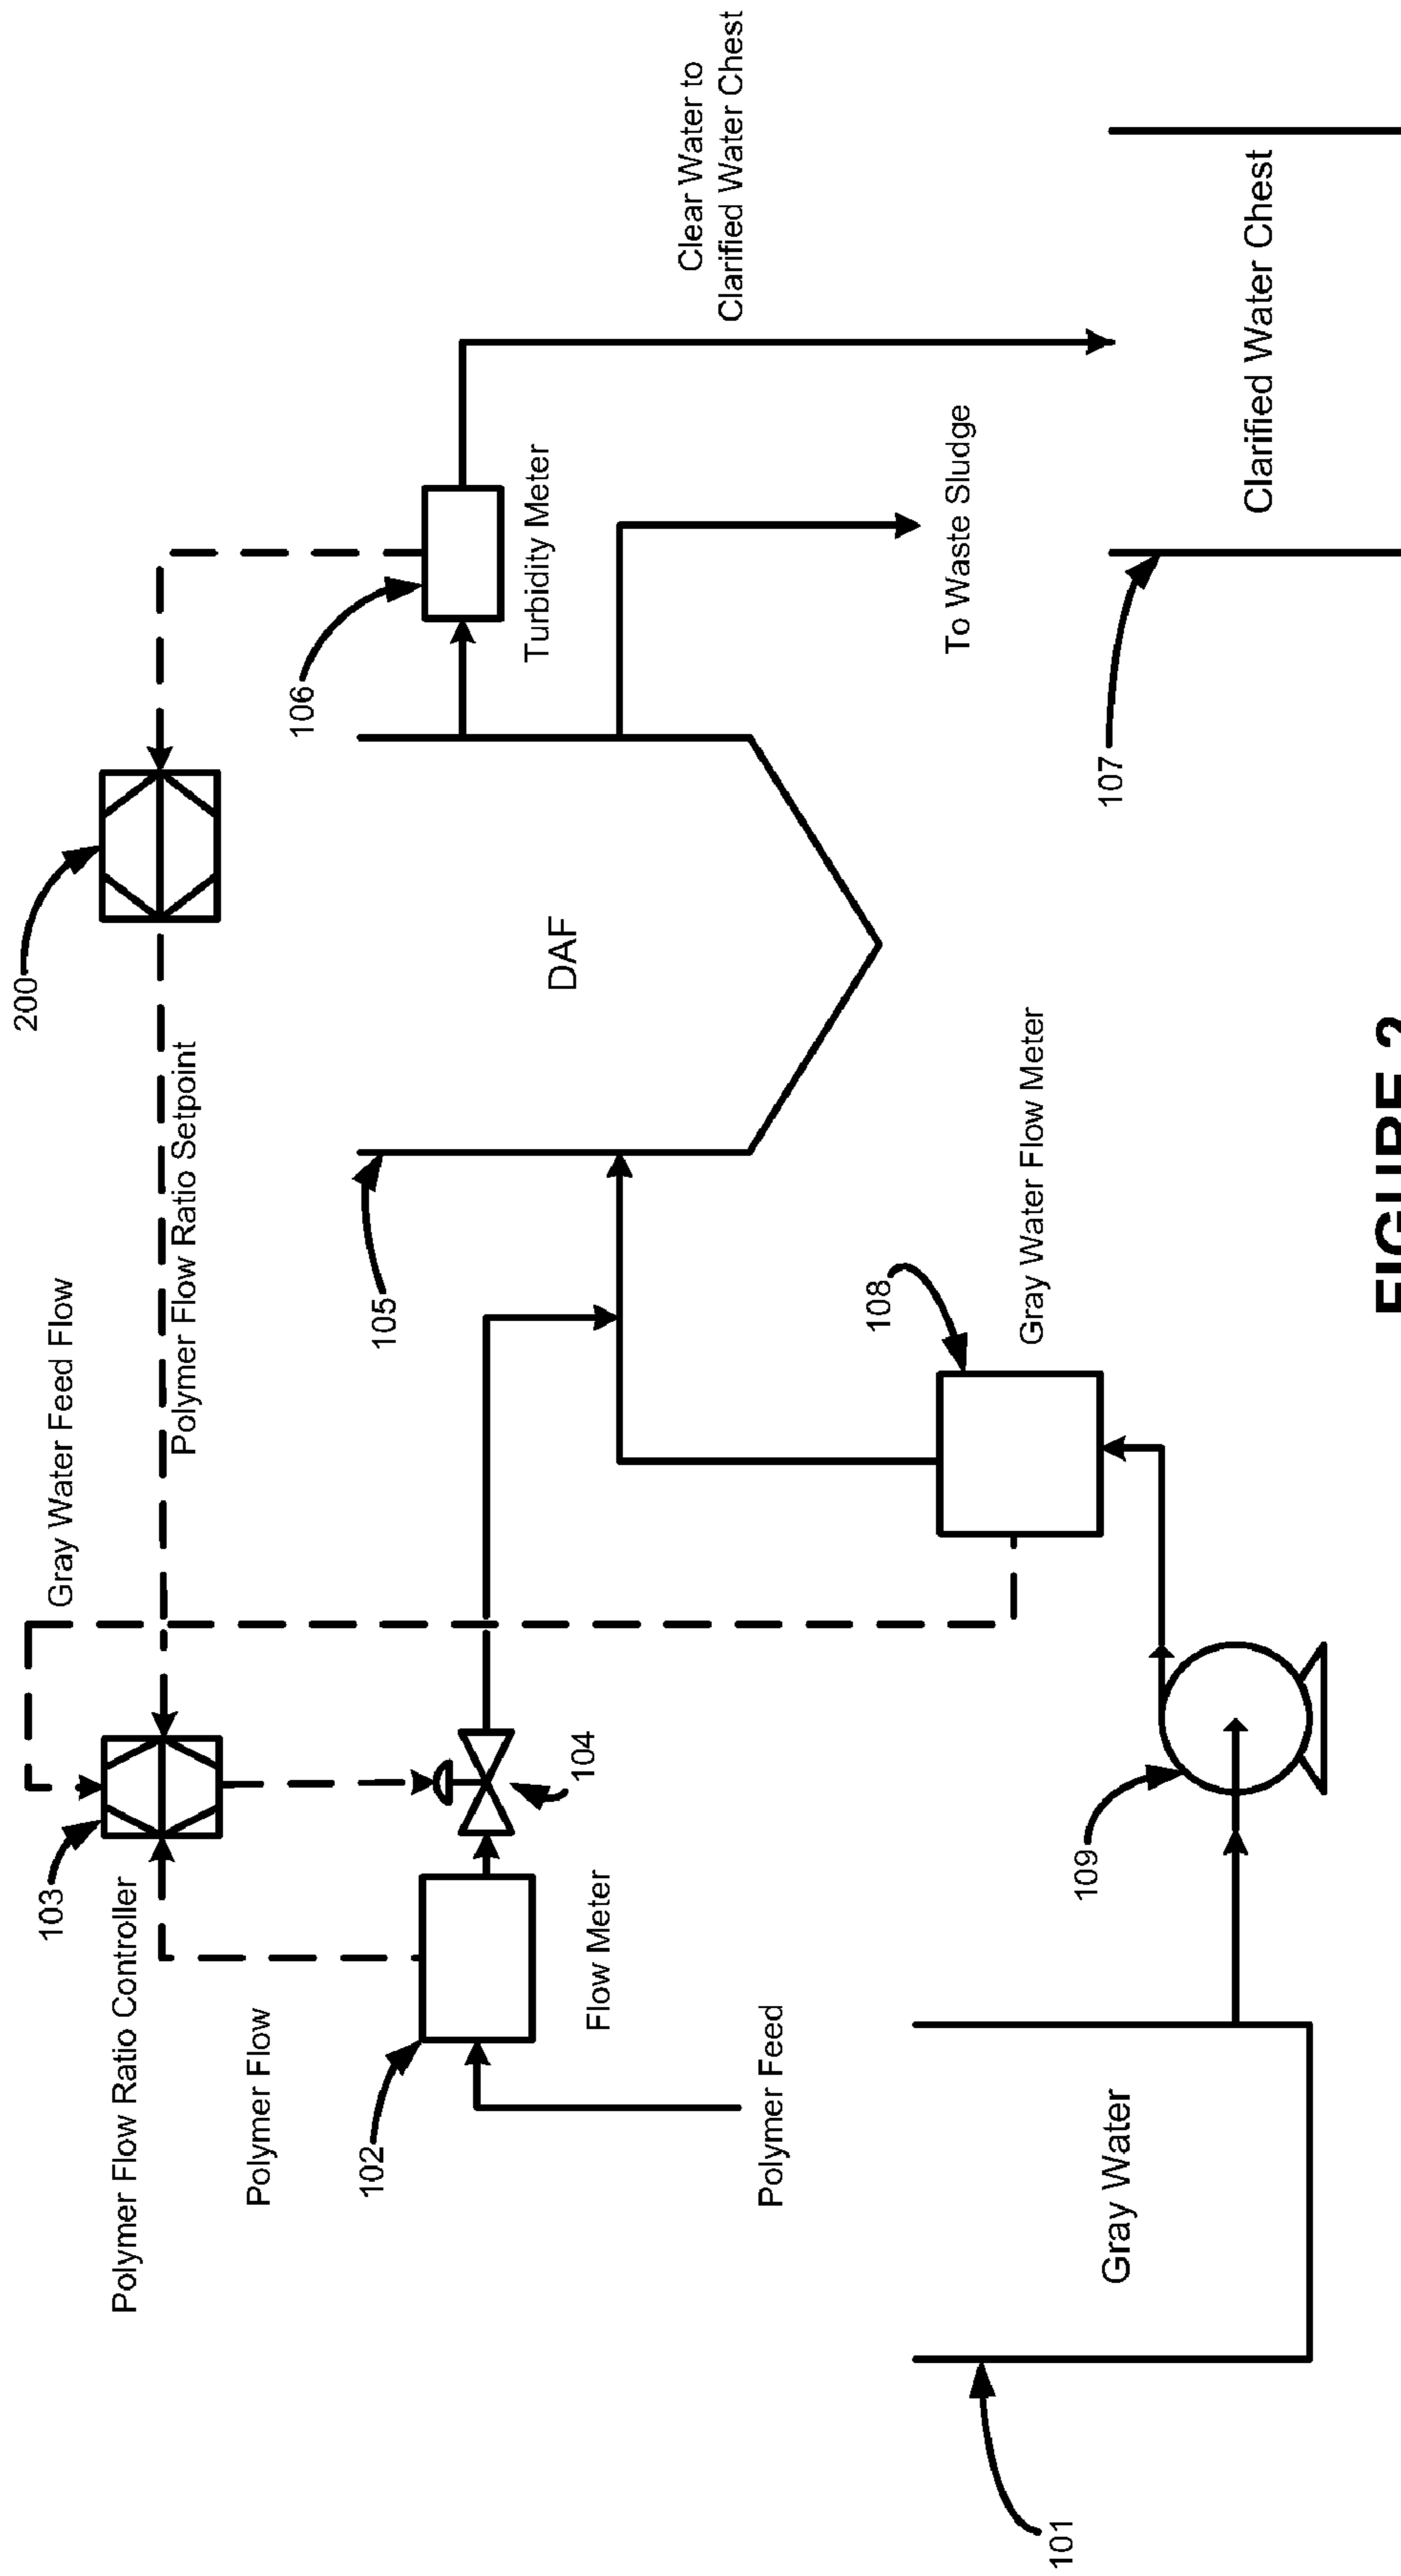 200
Gray Water Feed Flow
103
Polymer Flow Ratio Controller
Polymer Flow Ratio Setpoint
Polymer Flow
106
Clear Water to
Clarified Water Chest
105
102
104
Turbidity Meter
DAF
Flow Meter
Polymer Feed
To Waste Sludge
108
Gray Water Flow Meter
107
101
Gray Water
109
Clarified Water Chest
FIGURE 2